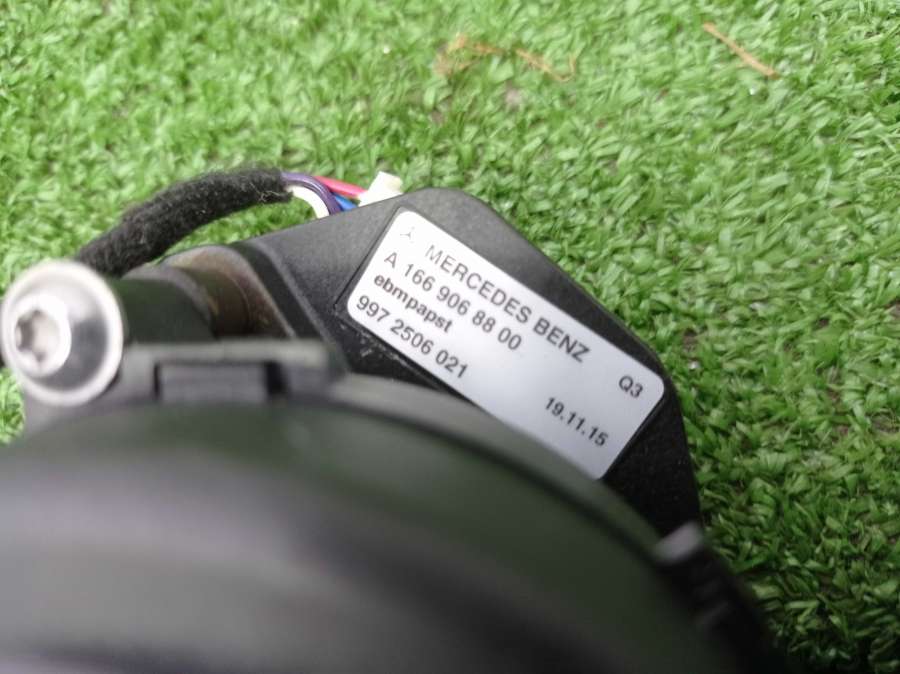 MERCEDES BENZ
A 166 906 88 00
ebmpapst
997 2506 021
Q3
19.11.15